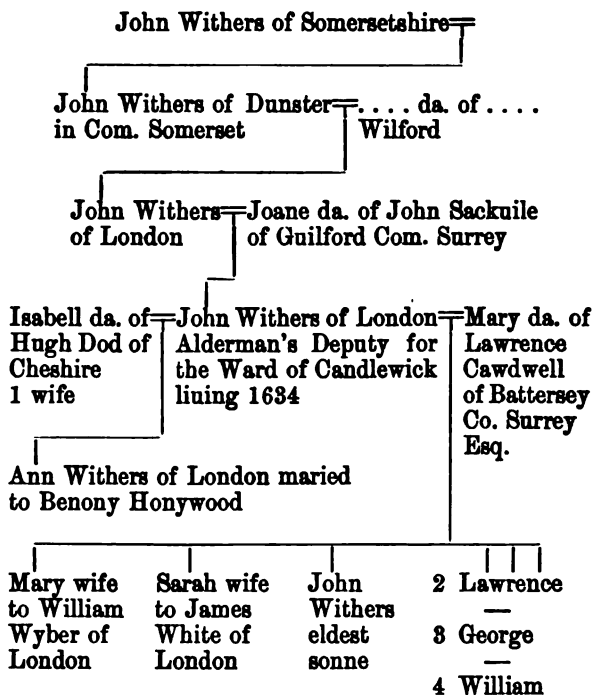 John Withers of Somersetshire
John Withers of Dunster
in Com. Somerset
. . . . da. of . . . .
Wilford
John Withers
of London
Joane da. of John Sackuile
of Guilford Com. Surrey
Isabell da. of
Hugh Dod of
Cheshire
1 wife
John Withers of London
Alderman's Deputy for
the Ward of Candlewick
liuing 1634
Mary da. of
Lawrence
Cawdwell
of Battersey
Co. Surrey
Esq.
Ann Withers of London maried
to Benony Honywood
Mary wife
to William
Wyber of
London
Sarah wife
to James
White of
London
John
Withers
eldest
sonne
2 Lawrence
3 George
4 William